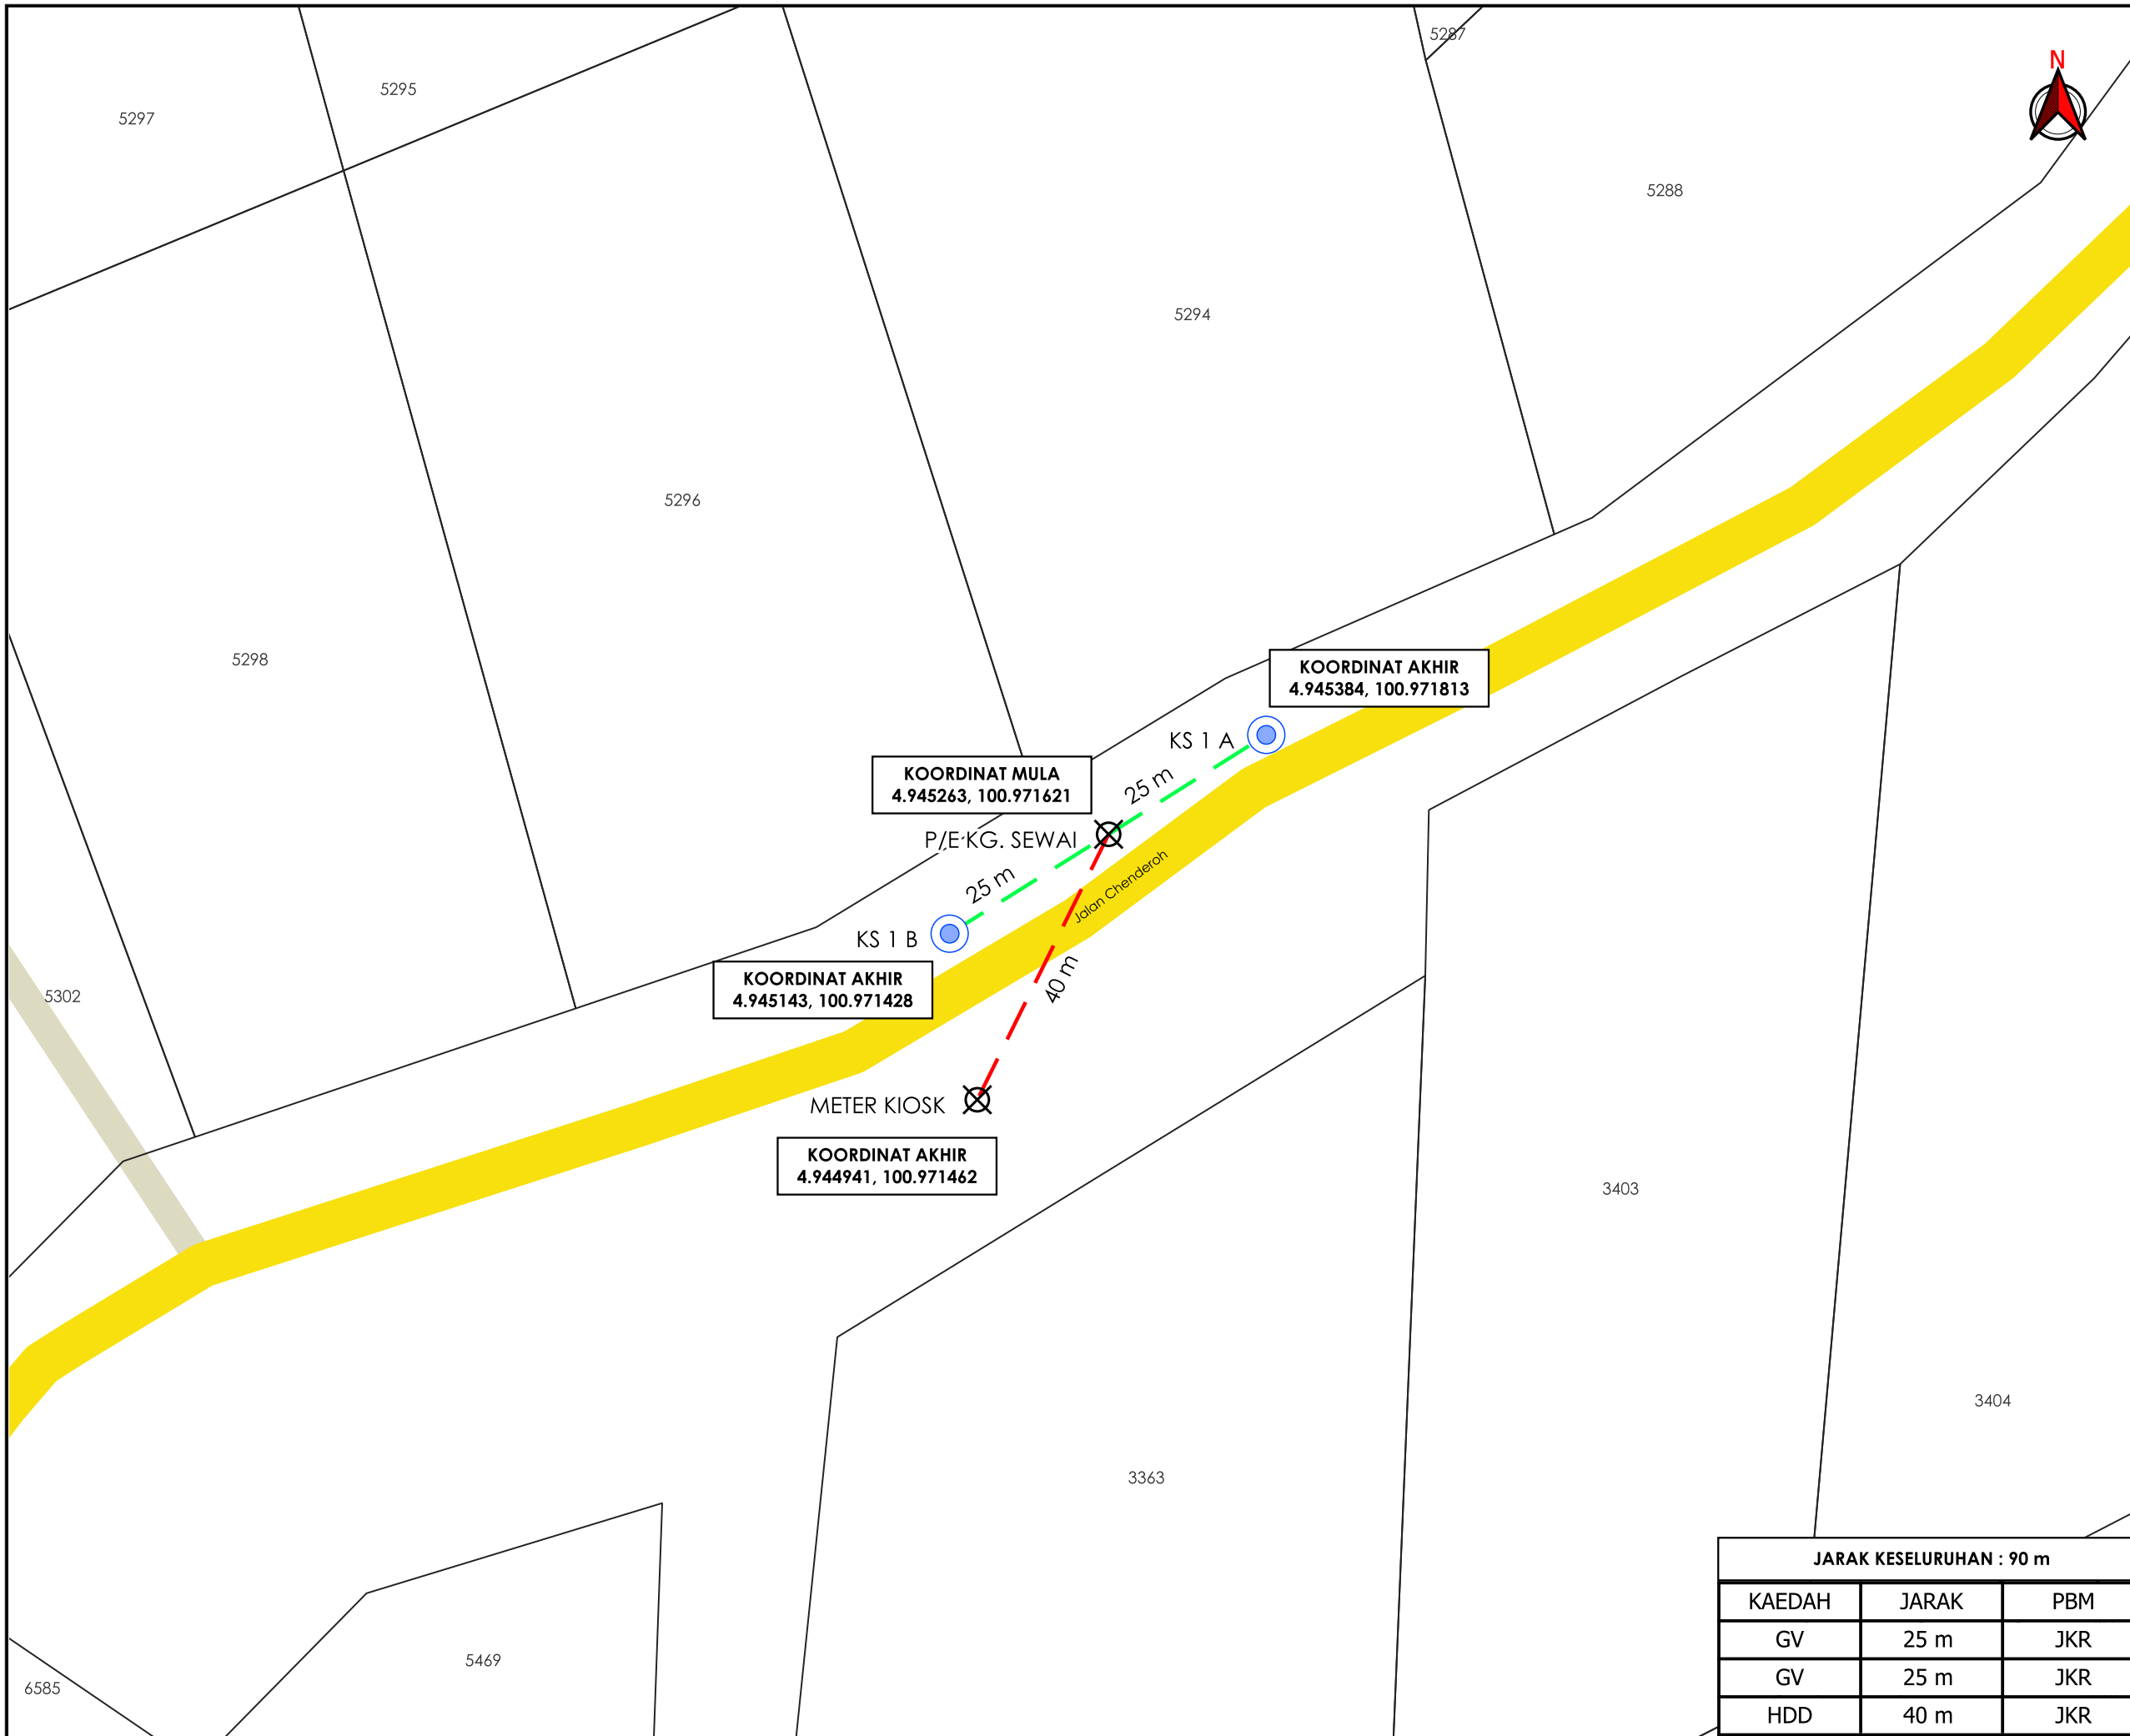 5287
N
5295
5297
5288
5294
5296
5298
KOORDINAT AKHIR
4.945384, 100.971813
KS 1 A
KOORDINAT MULA
4.945263, 100.971621
25 m
P/E KG. SEWAI
Jalan Chenderoh
25 m
KS 1 B
KOORDINAT AKHIR
4.945143, 100.971428
40 m
5302
METER KIOSK
KOORDINAT AKHIR
4.944941, 100.971462
3403
3404
3363
5469
6585
JARAK KESELURUHAN : 90 m
KAEDAH JARAK PBM
GV 25 m JKR
GV 25 m JKR
HDD 40 m JKR